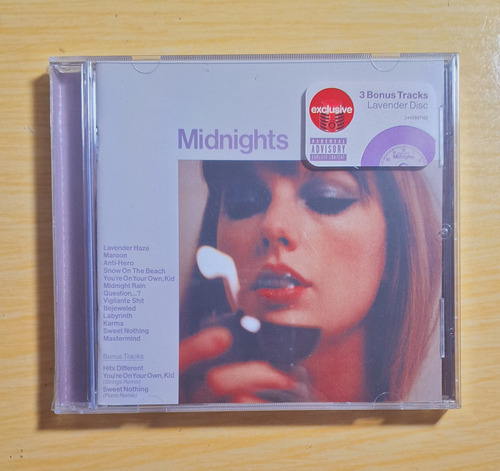 exclusive
3 Bonus Tracks
Lavender Disc
PARENTAL
ADVISORY
EXPLICIT CONTENT
Midnights
Midnights
Lavender Haze
Maroon
Anti-Hero
Snow On The Beach
You're On Your Own, Kid
Midnight Rain
Question...?
Vigilante Shit
Bejeweled
Labyrinth
Karma
Sweet Nothing
Mastermind
Bonus Tracks
Hits Different
You're On Your Own, Kid
(Strings Remix)
Sweet Nothing
(Piano Remix)